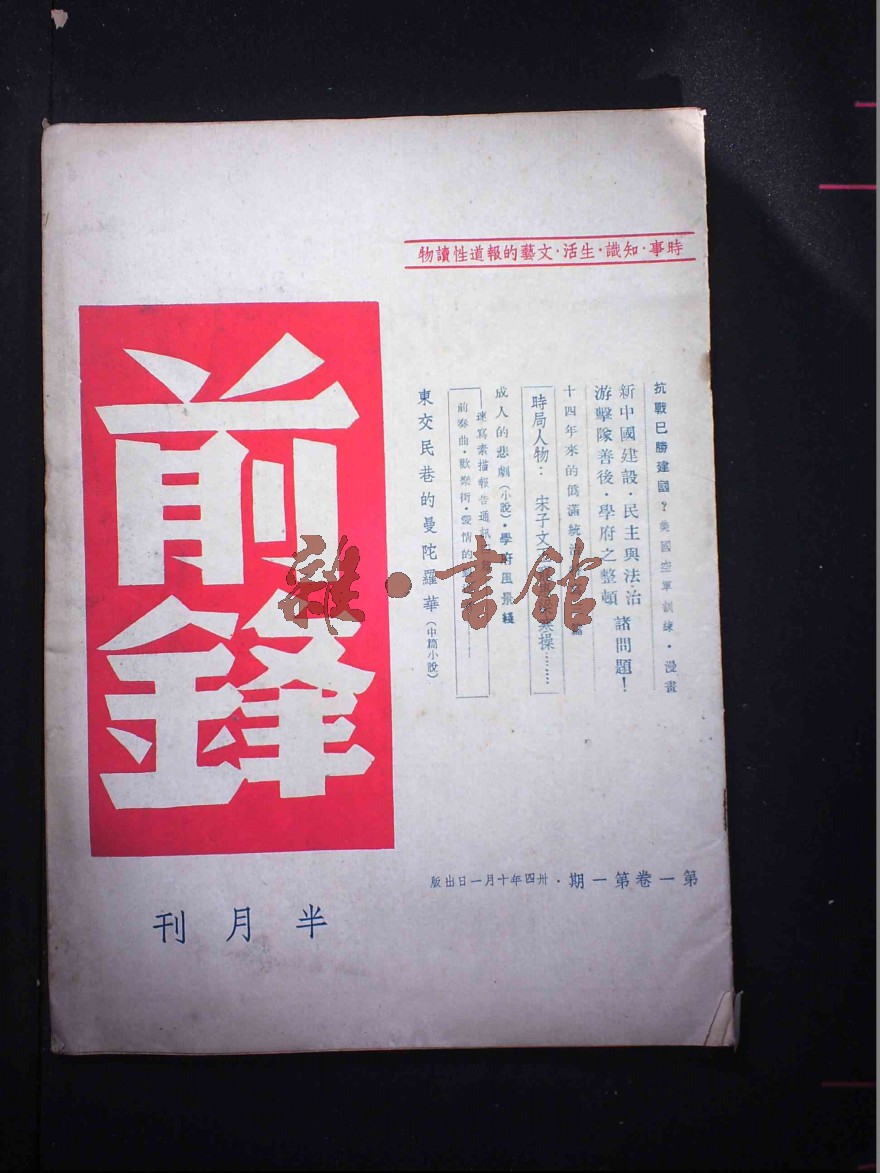 時事·知識·生活·文藝的報道性讀物
抗戰已勝建國？美國空軍訓練·漫畫
新中國建設·民主與法治
游擊隊善後·學府之整頓
諸問題！
十四年來的僞滿統治
時局人物：宋子文
操………
成人的悲劇（小說）·學府風景綫
速寫素描報告通訊
前奏曲·歡樂街·愛情的
東交民巷的曼陀羅華（中篇小說）
前鋒
半月刊
第一卷第一期·卅四年十月一日出版
雜·書館